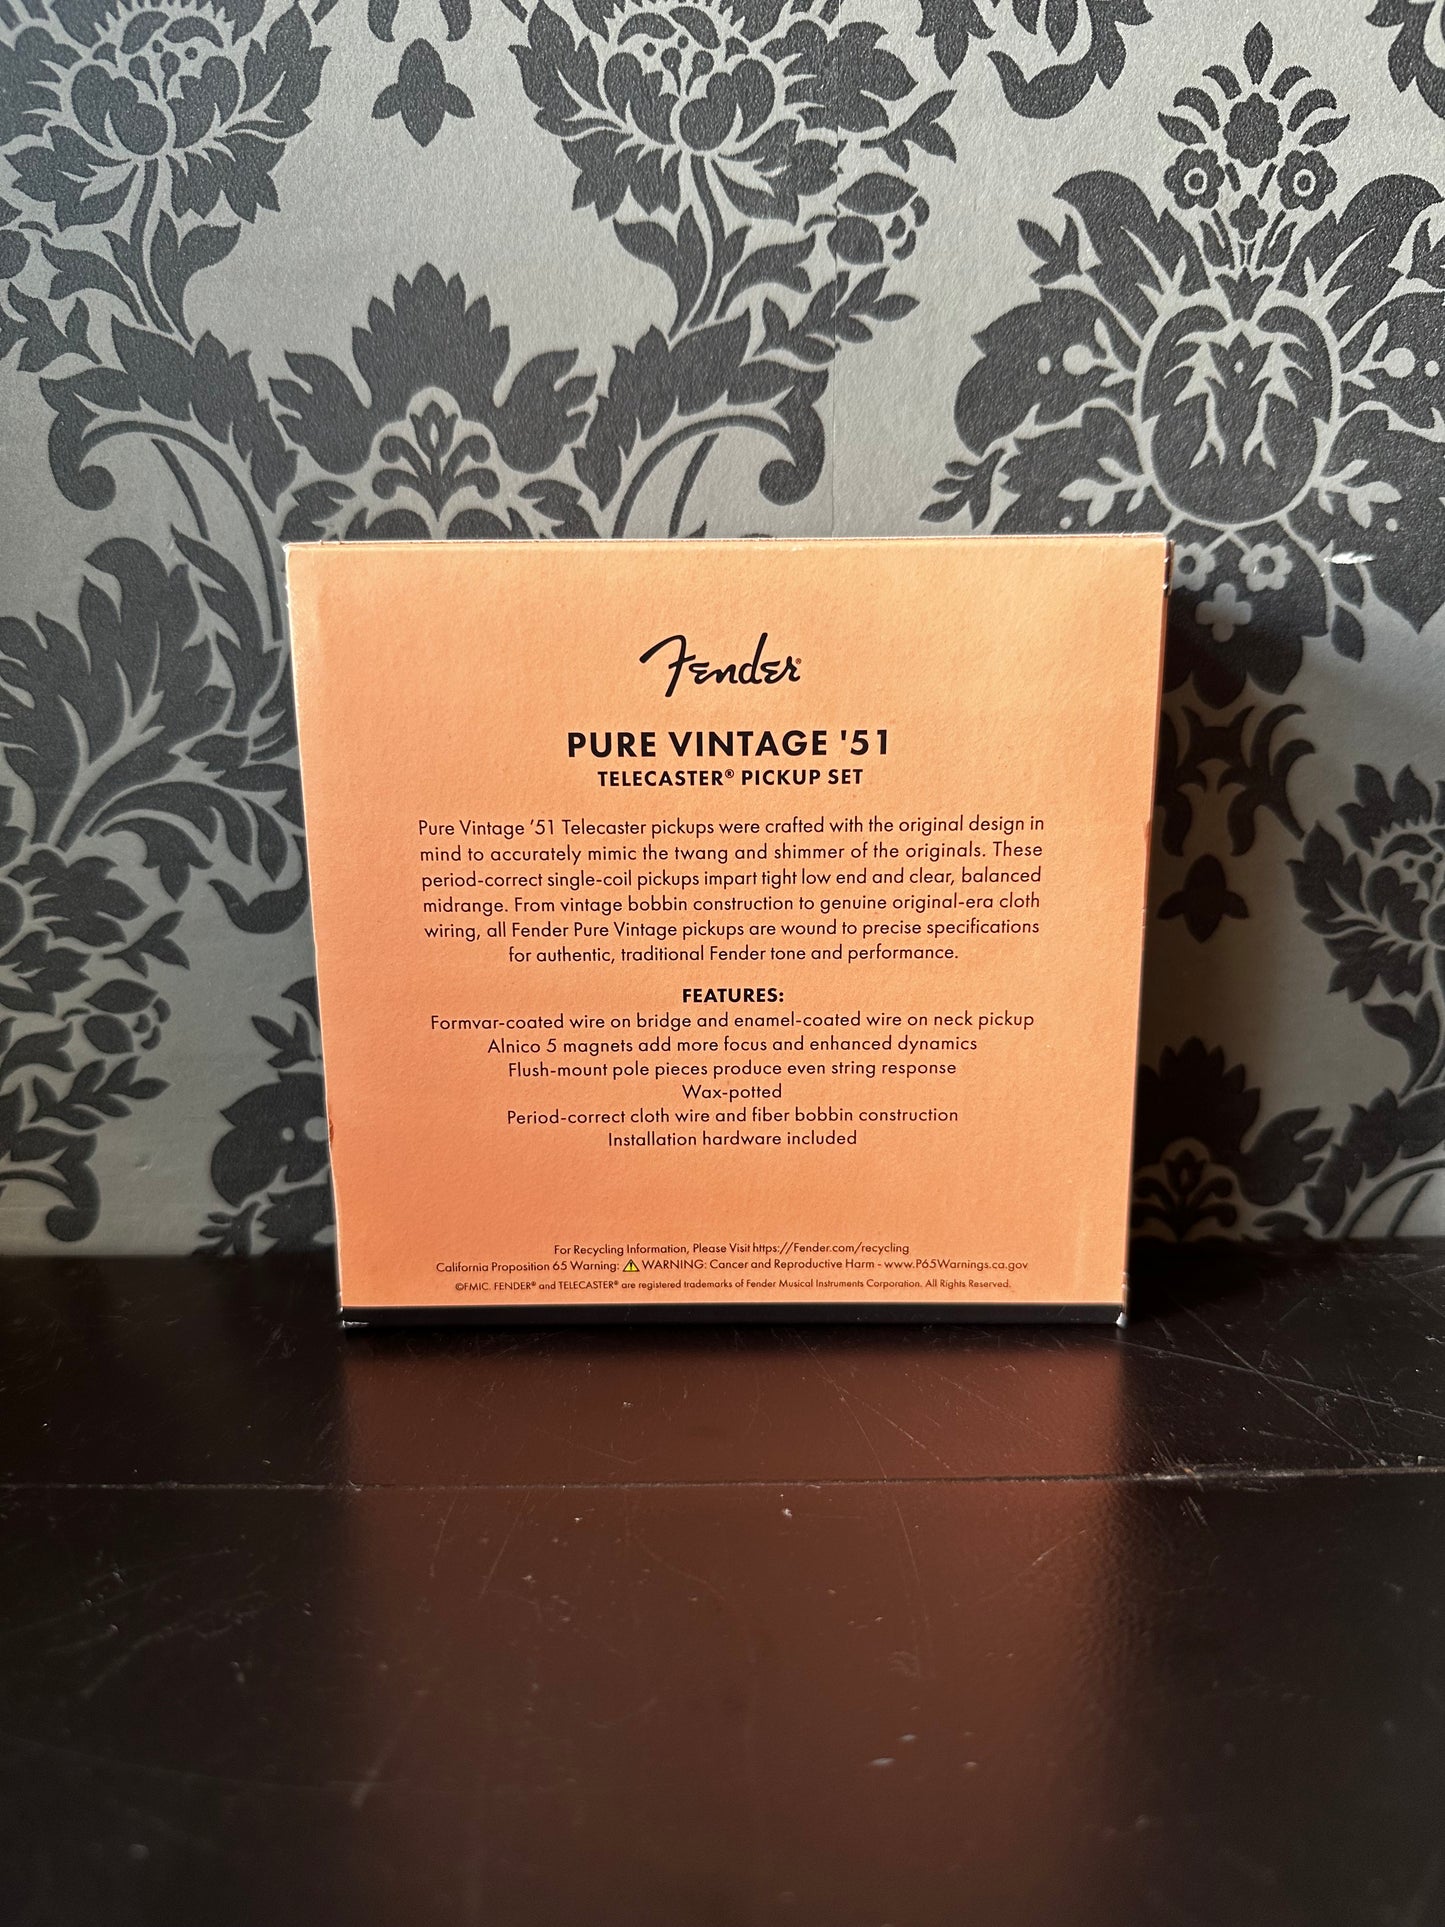 Fender®
PURE VINTAGE '51
TELECASTER® PICKUP SET
Pure Vintage '51 Telecaster pickups were crafted with the original design in
mind to accurately mimic the twang and shimmer of the originals. These
period-correct single-coil pickups impart tight low end and clear, balanced
midrange. From vintage bobbin construction to genuine original-era cloth
wiring, all Fender Pure Vintage pickups are wound to precise specifications
for authentic, traditional Fender tone and performance.
FEATURES:
Formvar-coated wire on bridge and enamel-coated wire on neck pickup
Alnico 5 magnets add more focus and enhanced dynamics
Flush-mount pole pieces produce even string response
Wax-potted
Period-correct cloth wire and fiber bobbin construction
Installation hardware included
For Recycling Information, Please Visit https://Fender.com/recycling
California Proposition 65 Warning: ⚠ WARNING: Cancer and Reproductive Harm - www.P65Warnings.ca.gov
©FMIC. FENDER® and TELECASTER® are registered trademarks of Fender Musical Instruments Corporation. All Rights Reserved.